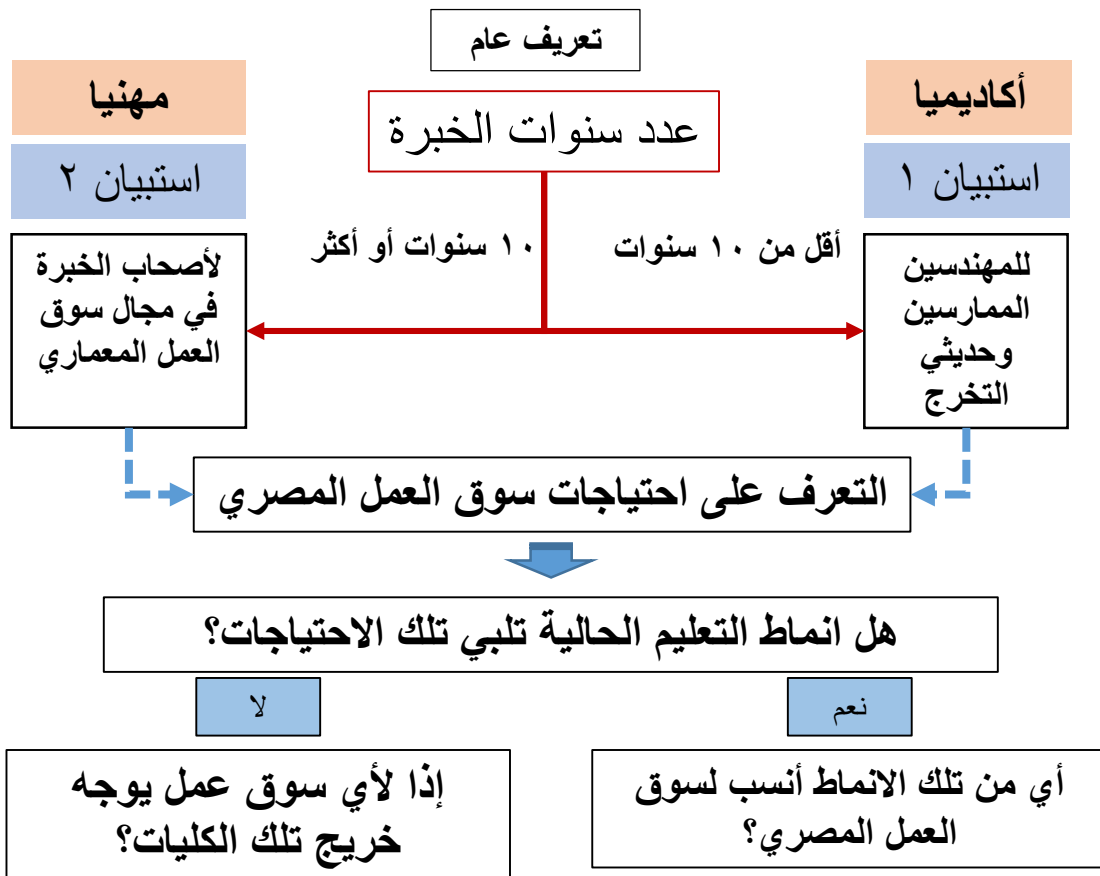 تعريف عام
أكاديميا
مهنيا
عدد سنوات الخبرة
استبيان ١
استبيان ٢
أقل من ١٠ سنوات
١٠ سنوات أو أكثر
للمهندسين
الممارسين
وحديثي
التخرج
لأصحاب الخبرة
في مجال سوق
العمل المعماري
التعرف على احتياجات سوق العمل المصري
هل انماط التعليم الحالية تلبي تلك الاحتياجات؟
نعم
لا
أي من تلك الانماط أنسب لسوق
العمل المصري؟
إذا لأي سوق عمل يوجه
خريج تلك الكليات؟